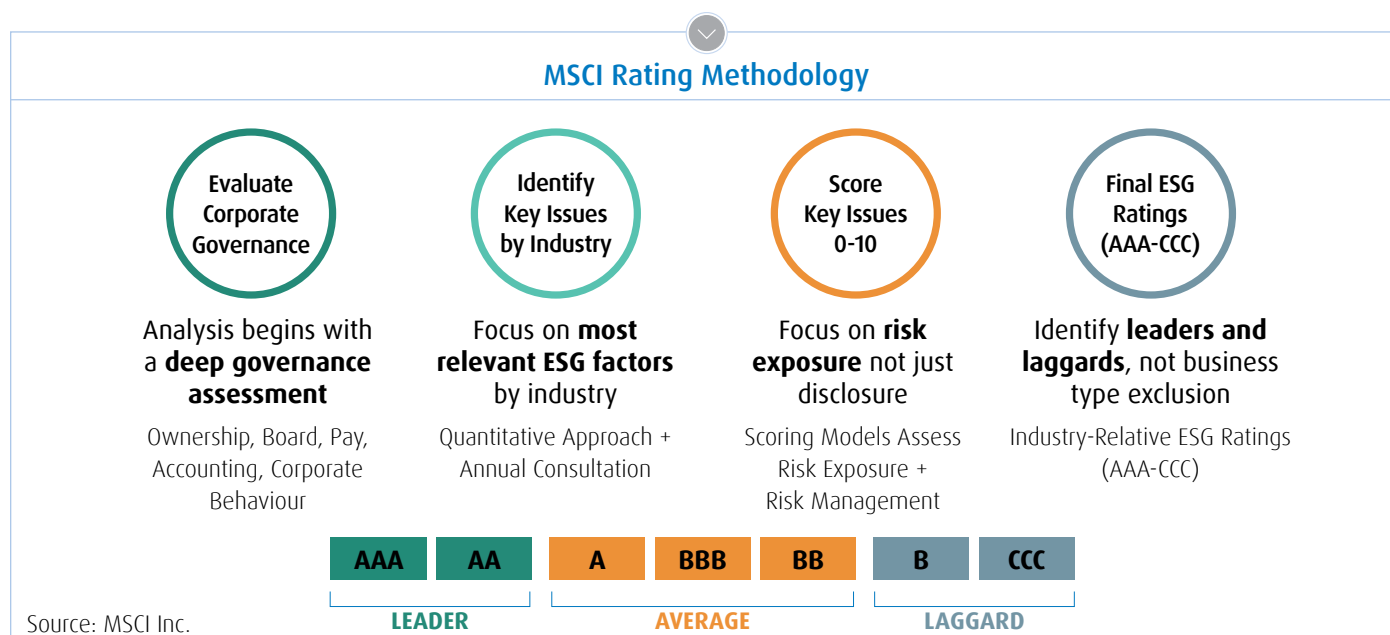 MSCI Rating Methodology
Evaluate
Corporate
Governance
Analysis begins with
a deep governance
assessment
Ownership, Board, Pay,
Accounting, Corporate
Behaviour
Identify
Key Issues
by Industry
Focus on most
relevant ESG factors
by industry
Quantitative Approach +
Annual Consultation
Score
Key Issues
0-10
Focus on risk
exposure not just
disclosure
Scoring Models Assess
Risk Exposure +
Risk Management
Final ESG
Ratings
(AAA-CCC)
Identify leaders and
laggards, not business
type exclusion
Industry-Relative ESG Ratings
(AAA-CCC)
AAA AA A BBB BB B CCC
LEADER AVERAGE LAGGARD
Source: MSCI Inc.